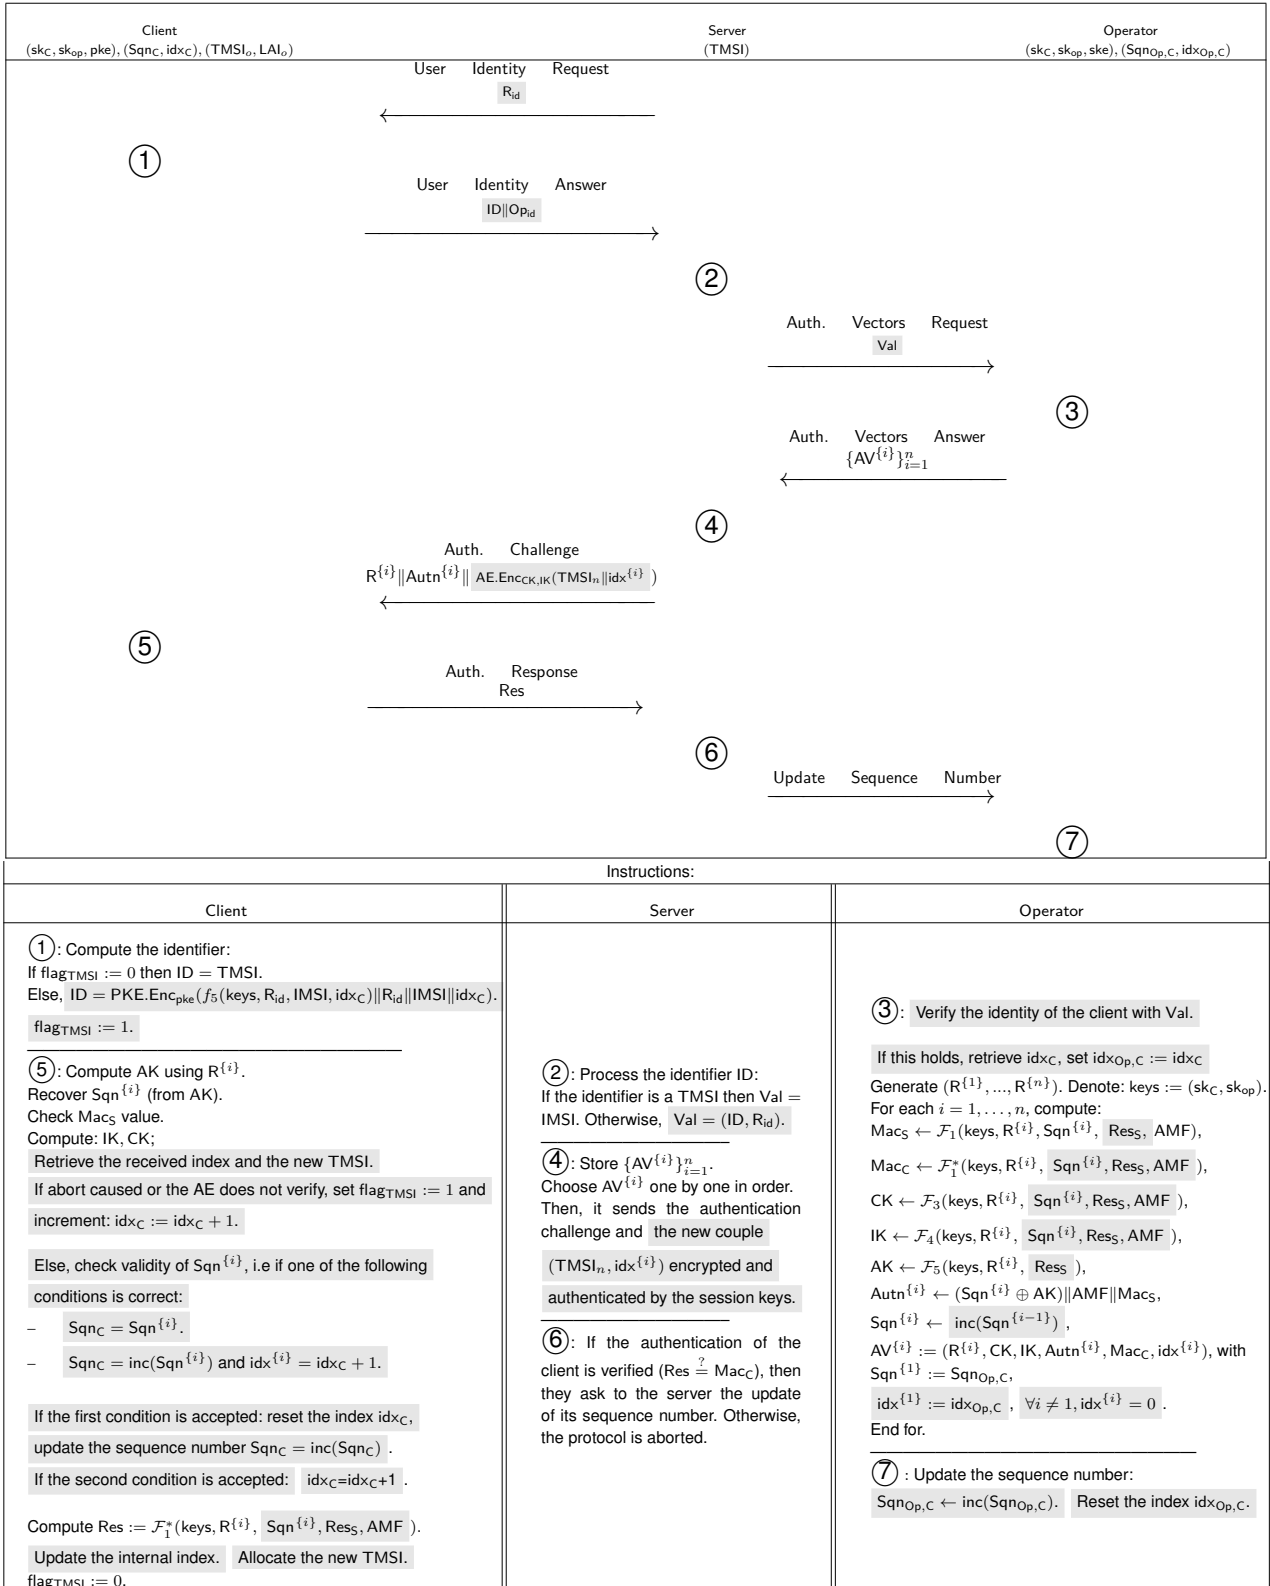 Client Server Operator
(sk_C, sk_op, pke), (Sqn_C, idx_C), (TMSI_o, LAI_o) (TMSI) (sk_C, sk_op, ske), (Sqn_Op,C, idx_Op,C)
User Identity Request
R_id
①
User Identity Answer
ID‖Op_id
②
Auth. Vectors Request
Val
③
Auth. Vectors Answer
{AV^{i}}_{i=1}^n
④
Auth. Challenge
R^{i}‖Autn^{i}‖ AE.Enc_CK,IK(TMSI_n‖idx^{i} )
⑤
Auth. Response
Res
⑥
Update Sequence Number
⑦
Instructions:
Client Server Operator
①: Compute the identifier:
If flag_TMSI := 0 then ID = TMSI.
Else, ID = PKE.Enc_pke(f_5(keys, R_id, IMSI, idx_C)‖R_id‖IMSI‖idx_C).
flag_TMSI := 1.
⑤: Compute AK using R^{i}.
Recover Sqn^{i} (from AK).
Check Mac_S value.
Compute: IK, CK;
Retrieve the received index and the new TMSI.
If abort caused or the AE does not verify, set flag_TMSI := 1 and
increment: idx_C := idx_C + 1.
Else, check validity of Sqn^{i}, i.e if one of the following
conditions is correct:
– Sqn_C = Sqn^{i}.
– Sqn_C = inc(Sqn^{i}) and idx^{i} = idx_C + 1.
If the first condition is accepted: reset the index idx_C,
update the sequence number Sqn_C = inc(Sqn_C) .
If the second condition is accepted: idx_C=idx_C+1 .
Compute Res := F_1^*(keys, R^{i}, Sqn^{i}, Res_S, AMF ).
Update the internal index. Allocate the new TMSI.
flag_TMSI := 0.
②: Process the identifier ID:
If the identifier is a TMSI then Val =
IMSI. Otherwise, Val = (ID, R_id).
④: Store {AV^{i}}_{i=1}^n.
Choose AV^{i} one by one in order.
Then, it sends the authentication
challenge and the new couple
(TMSI_n, idx^{i}) encrypted and
authenticated by the session keys.
⑥: If the authentication of the
client is verified (Res ≟ Mac_C), then
they ask to the server the update
of its sequence number. Otherwise,
the protocol is aborted.
③: Verify the identity of the client with Val.
If this holds, retrieve idx_C, set idx_Op,C := idx_C
Generate (R^{1}, ..., R^{n}). Denote: keys := (sk_C, sk_op).
For each i = 1, . . . , n, compute:
Mac_S ← F_1(keys, R^{i}, Sqn^{i}, Res_S, AMF),
Mac_C ← F_1^*(keys, R^{i}, Sqn^{i}, Res_S, AMF ),
CK ← F_3(keys, R^{i}, Sqn^{i}, Res_S, AMF ),
IK ← F_4(keys, R^{i}, Sqn^{i}, Res_S, AMF ),
AK ← F_5(keys, R^{i}, Res_S ),
Autn^{i} ← (Sqn^{i} ⊕ AK)‖AMF‖Mac_S,
Sqn^{i} ← inc(Sqn^{i−1}) ,
AV^{i} := (R^{i}, CK, IK, Autn^{i}, Mac_C, idx^{i}), with
Sqn^{1} := Sqn_Op,C,
idx^{1} := idx_Op,C , ∀i ≠ 1, idx^{i} = 0 .
End for.
⑦ : Update the sequence number:
Sqn_Op,C ← inc(Sqn_Op,C). Reset the index idx_Op,C.